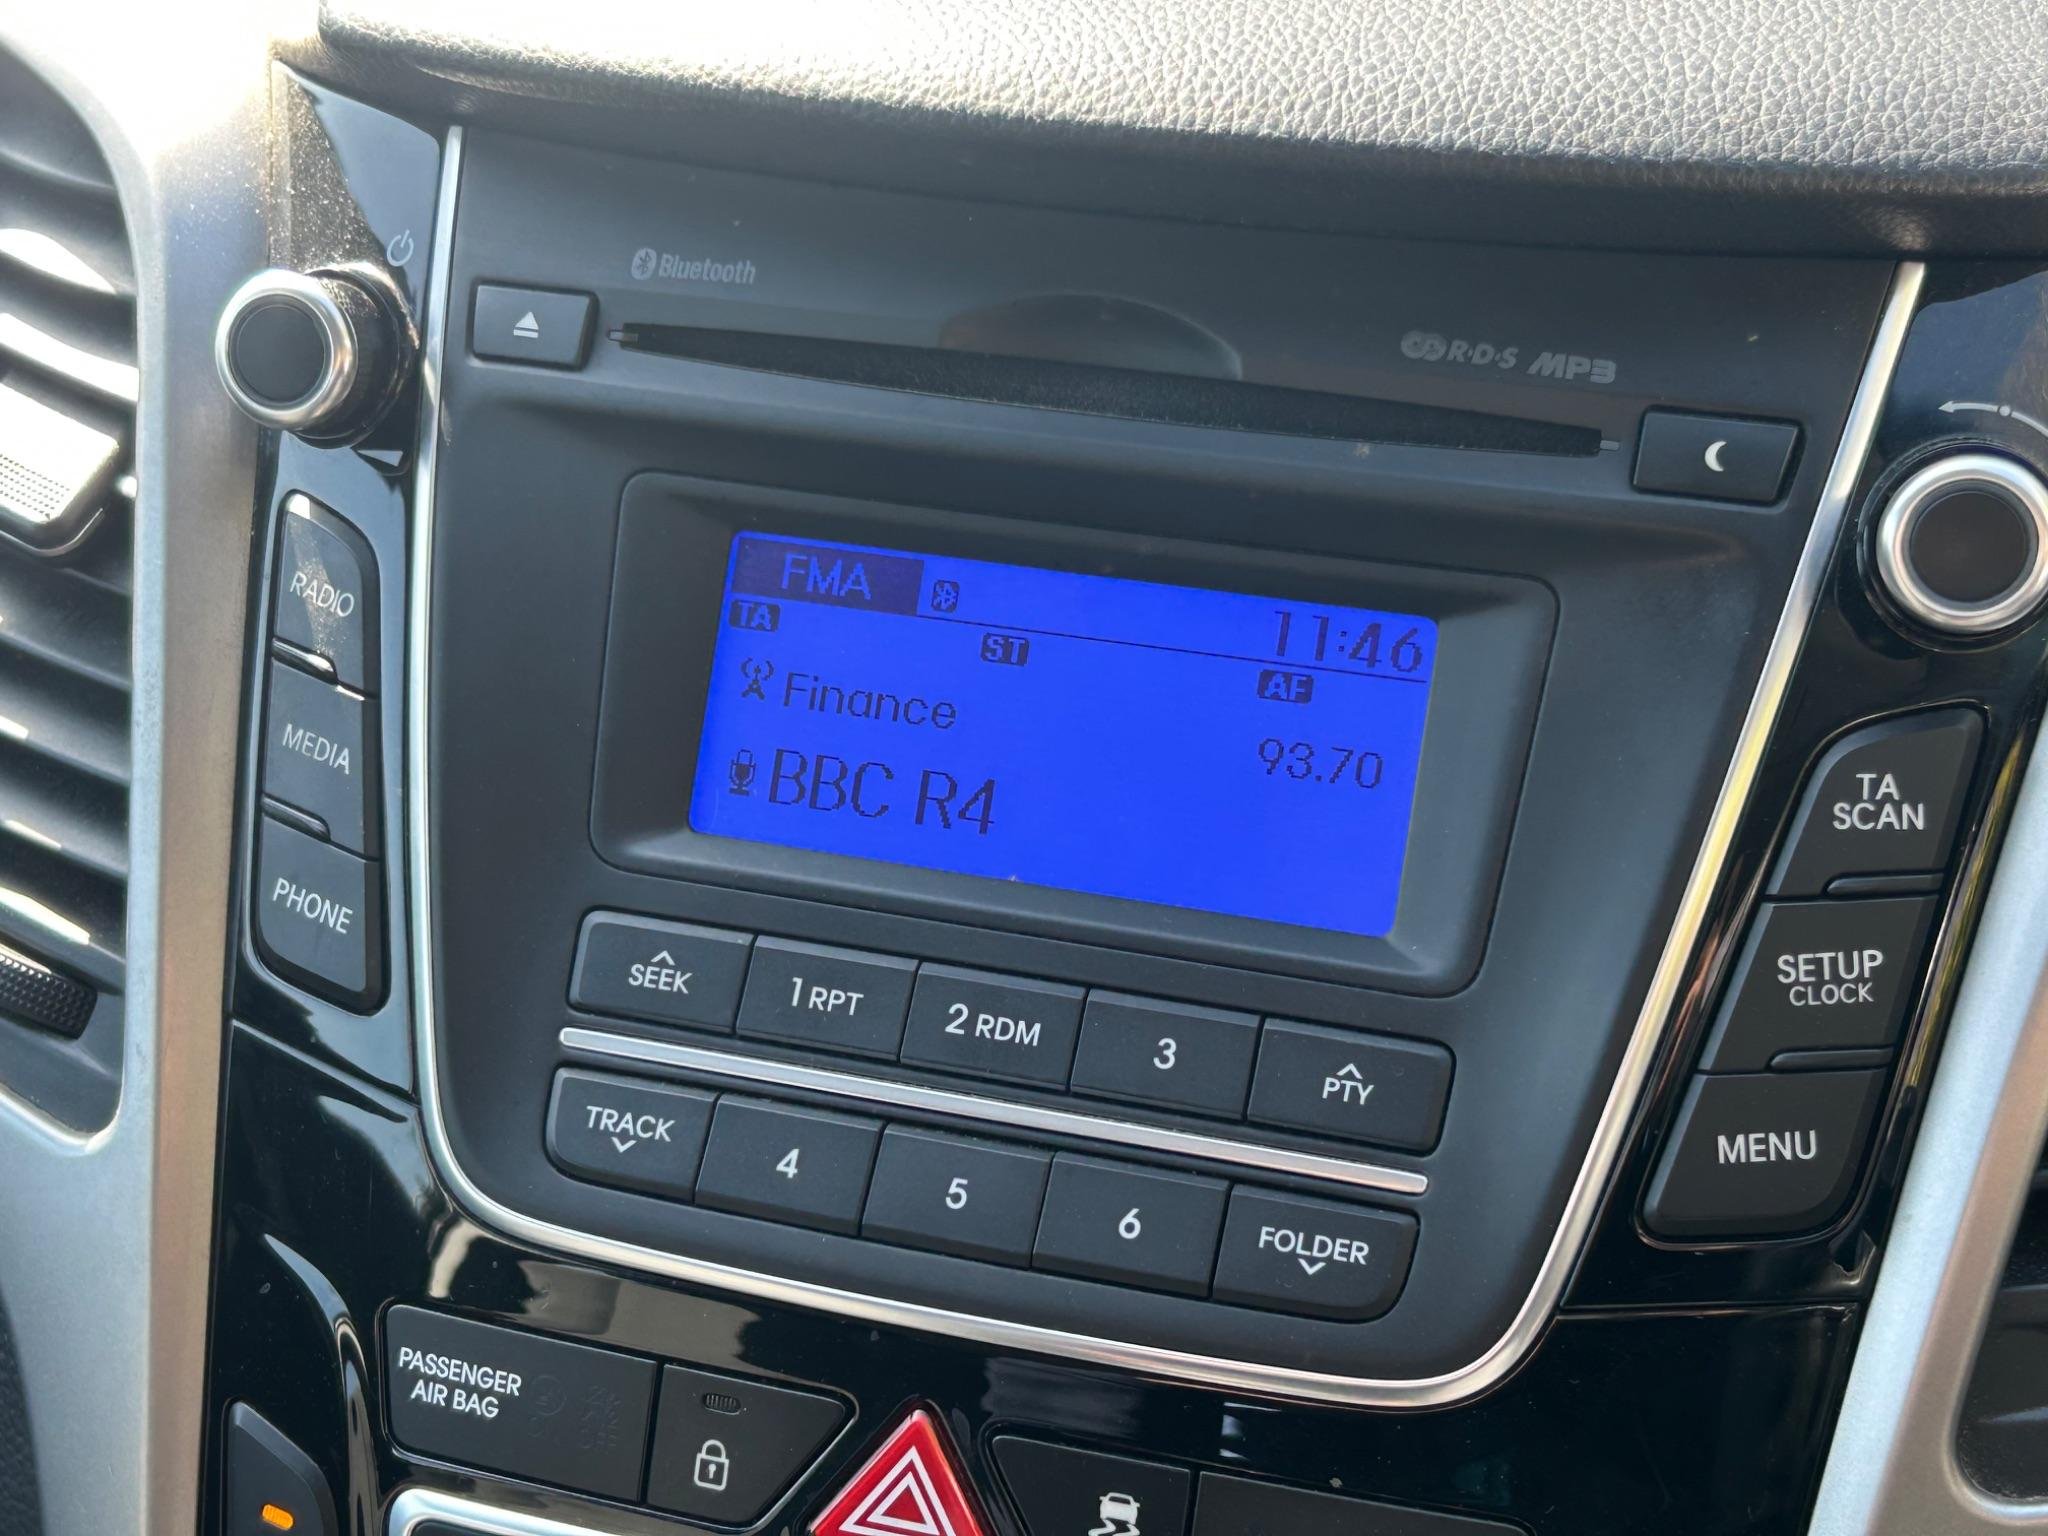 Bluetooth
R·D·S MP3
FMA
11:46
TA
ST
AF
Finance
93.70
BBC R4
RADIO
MEDIA
PHONE
TA
SCAN
SETUP
CLOCK
MENU
SEEK
1 RPT
2 RDM
3
PTY
TRACK
4
5
6
FOLDER
PASSENGER
AIR BAG